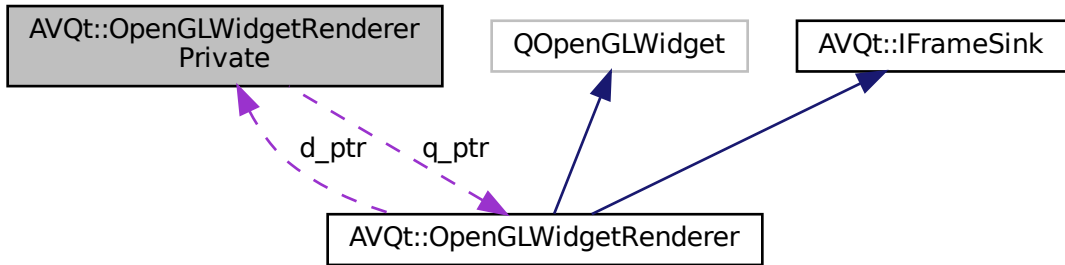 AVQt::OpenGLWidgetRenderer
Private
QOpenGLWidget
AVQt::IFrameSink
d_ptr
q_ptr
AVQt::OpenGLWidgetRenderer